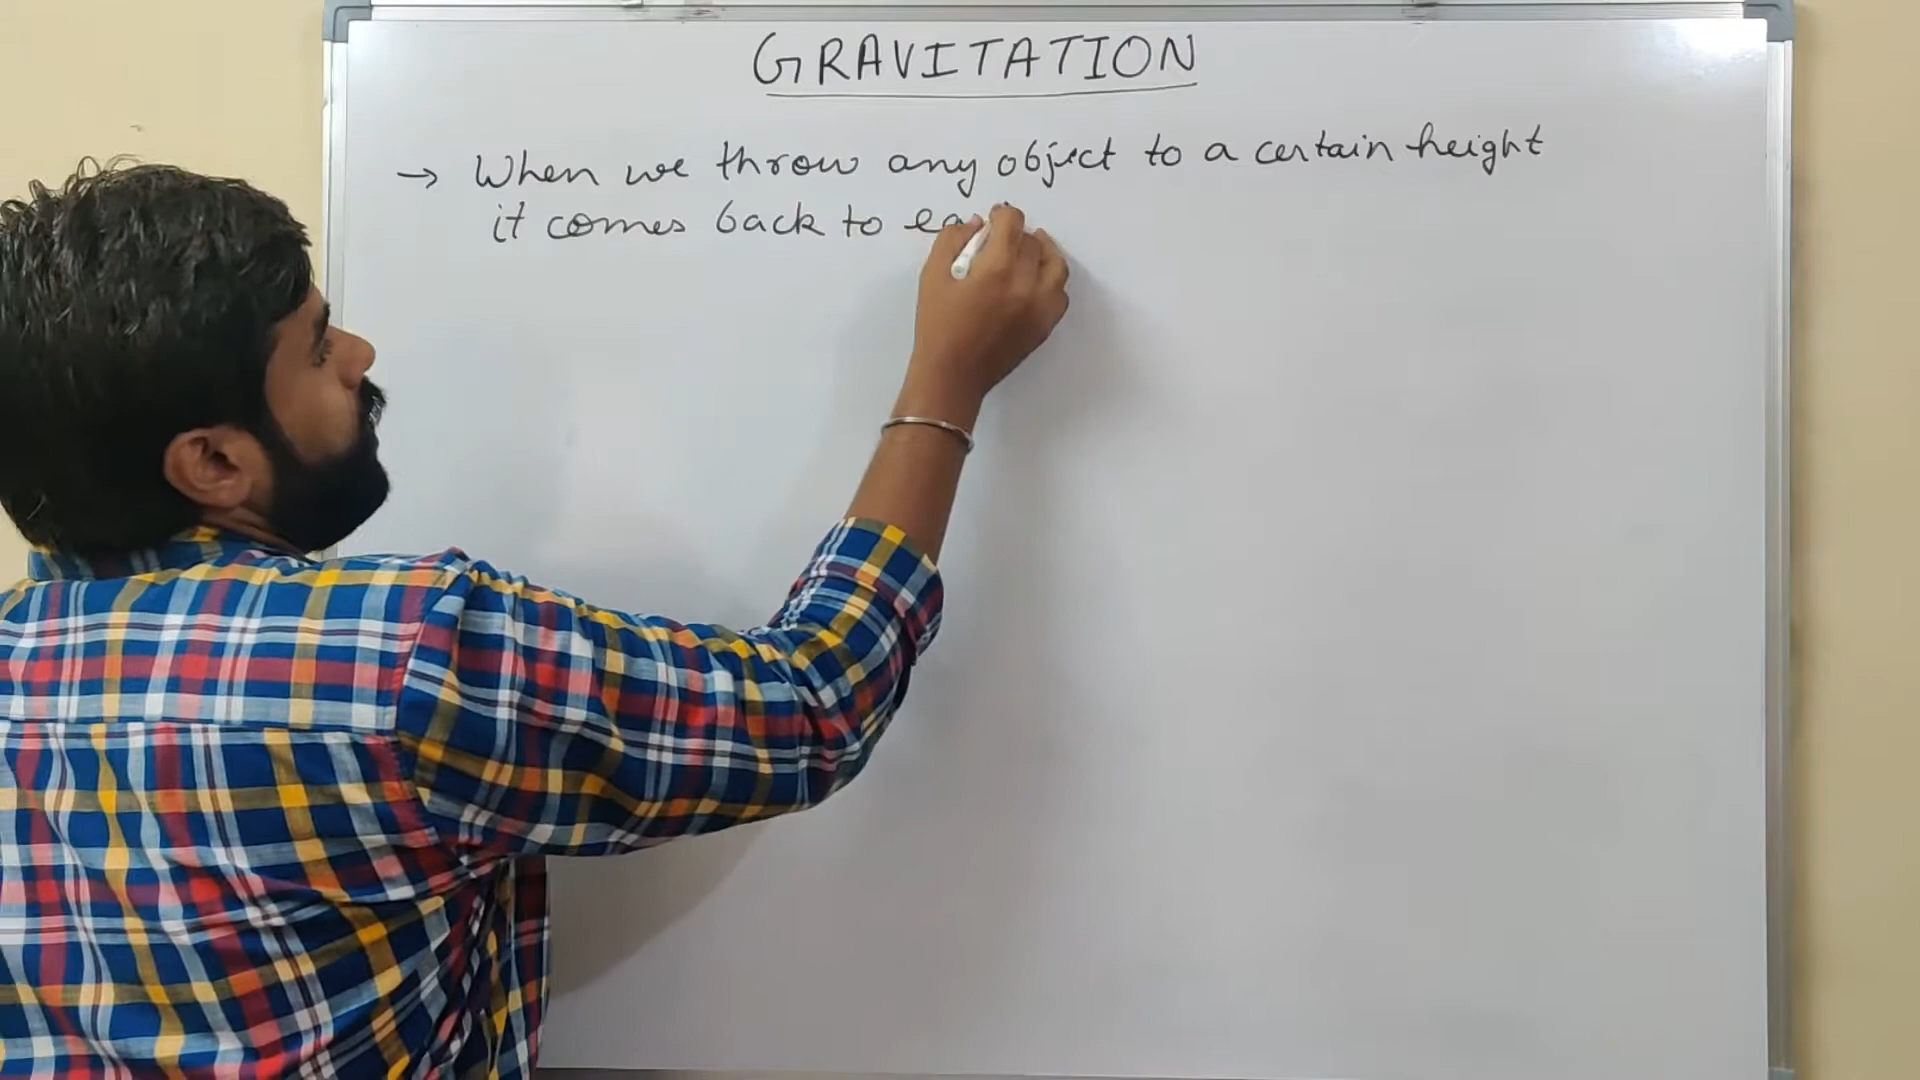 GRAVITATION
→ When we throw any object to a certain height
it comes back to